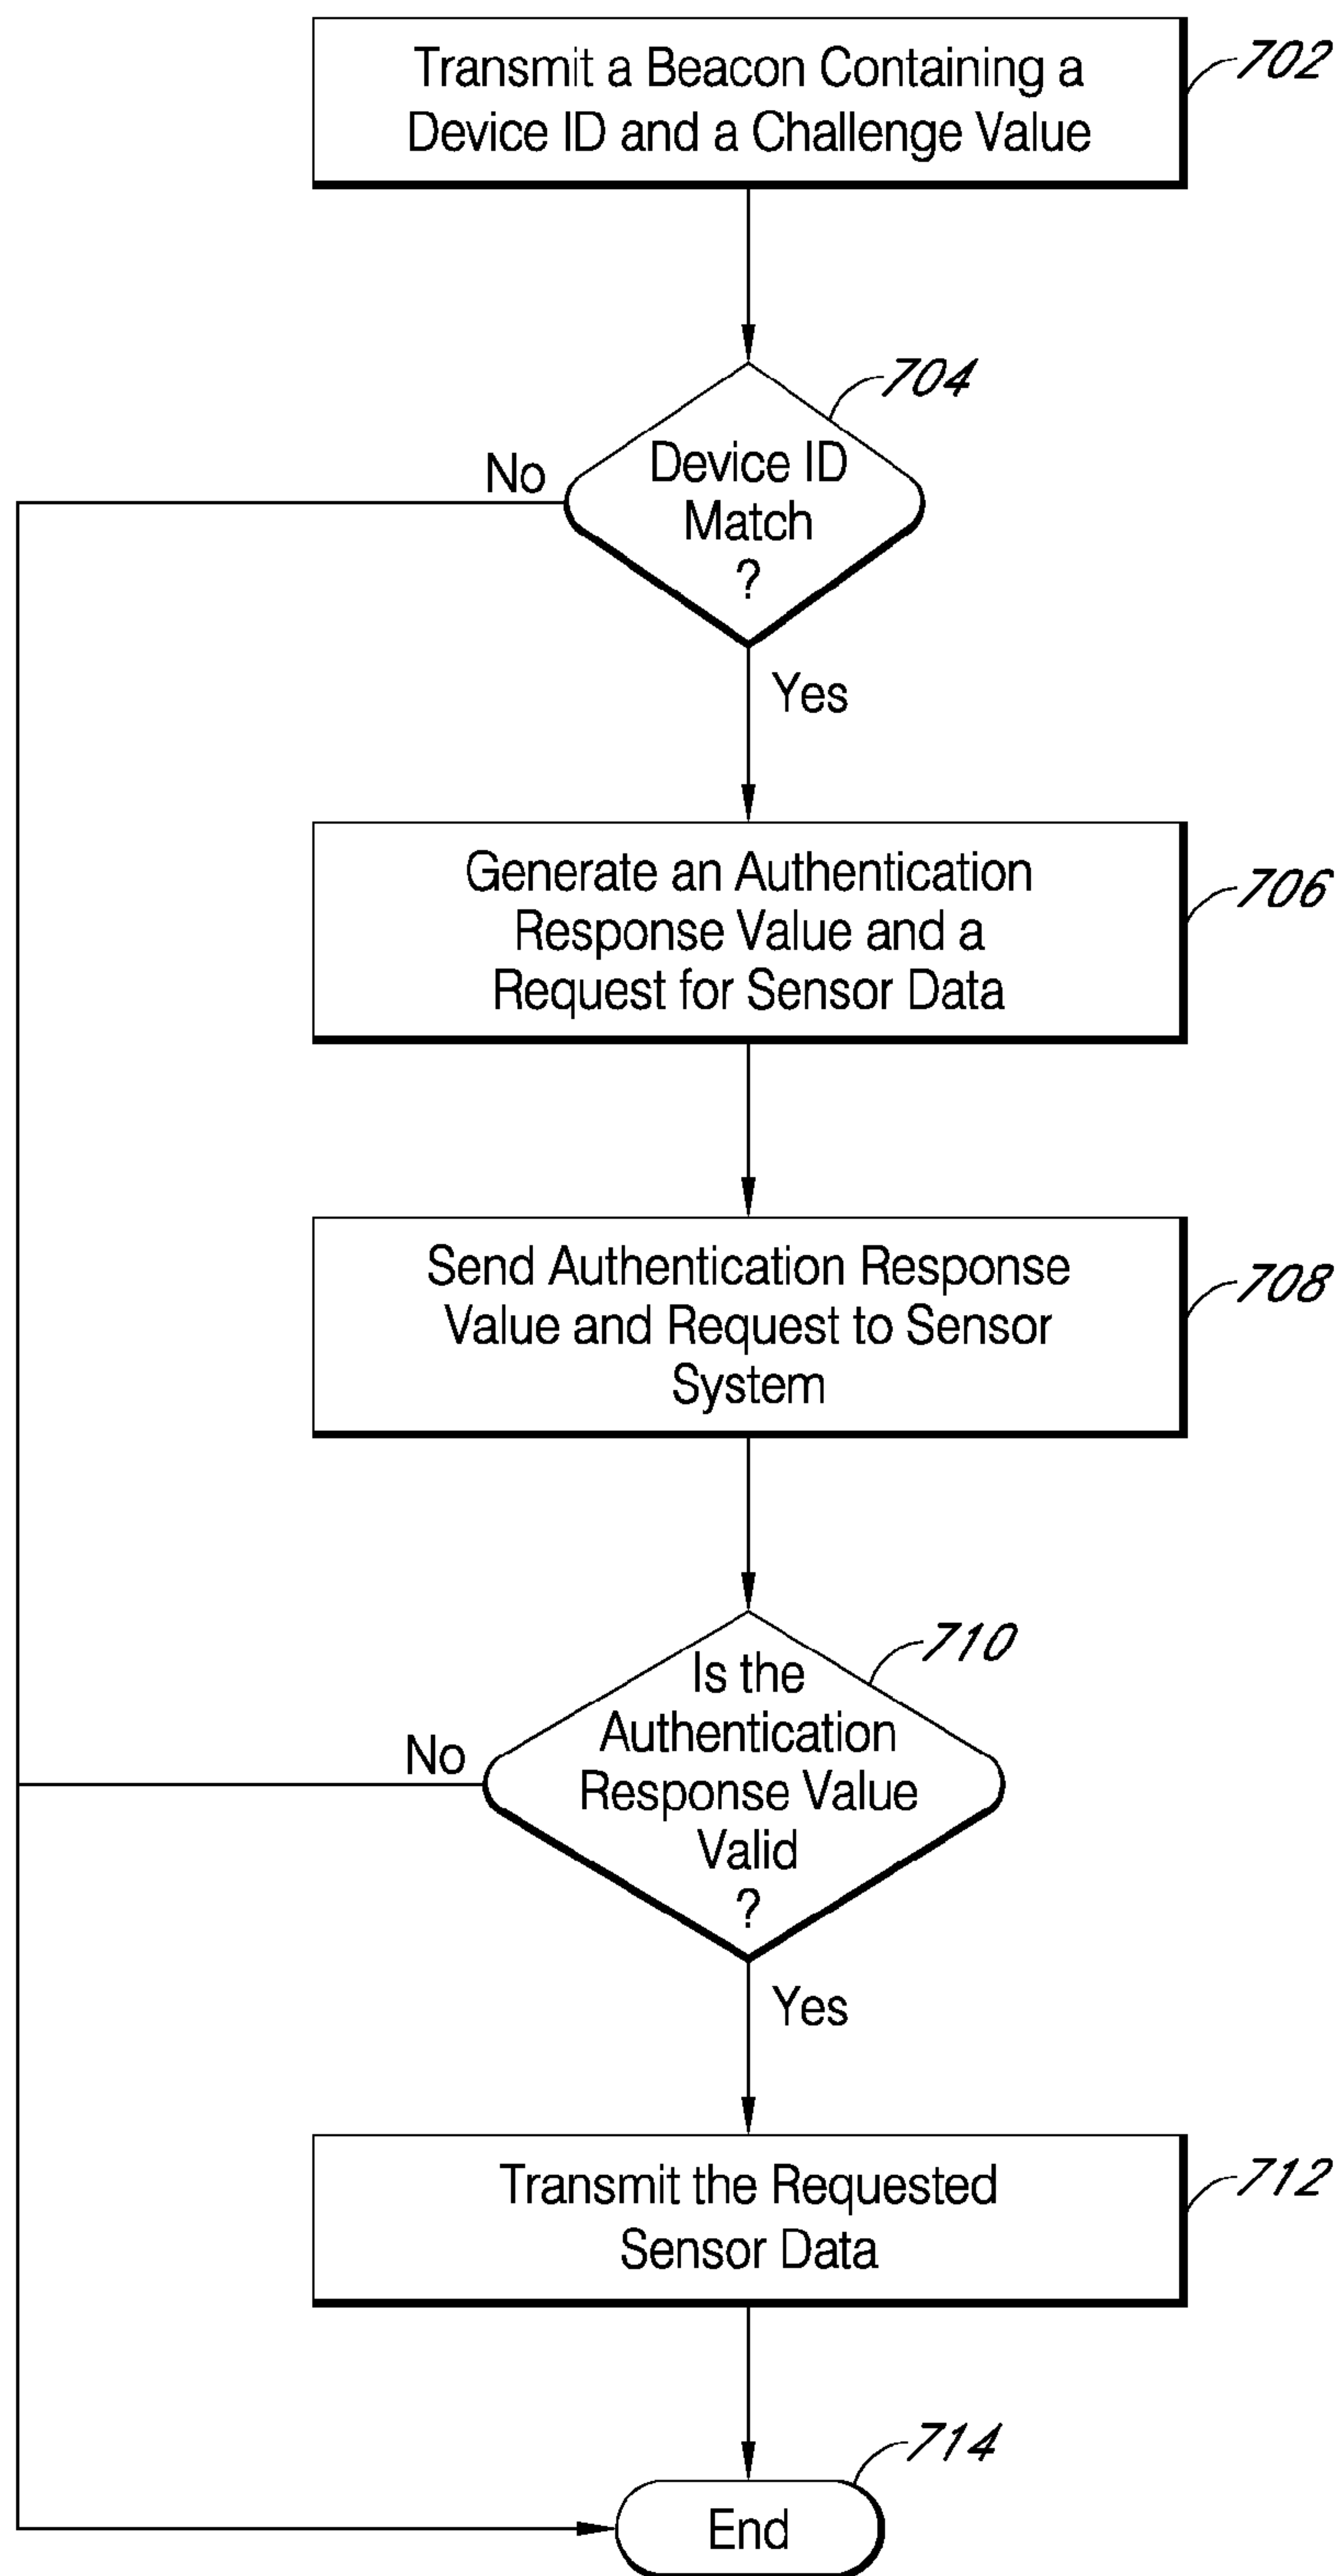 Transmit a Beacon Containing a
Device ID and a Challenge Value
702
704
Device ID
Match
?
No
Yes
Generate an Authentication
Response Value and a
Request for Sensor Data
706
Send Authentication Response
Value and Request to Sensor
System
708
710
Is the
Authentication
Response Value
Valid
?
No
Yes
Transmit the Requested
Sensor Data
712
714
End